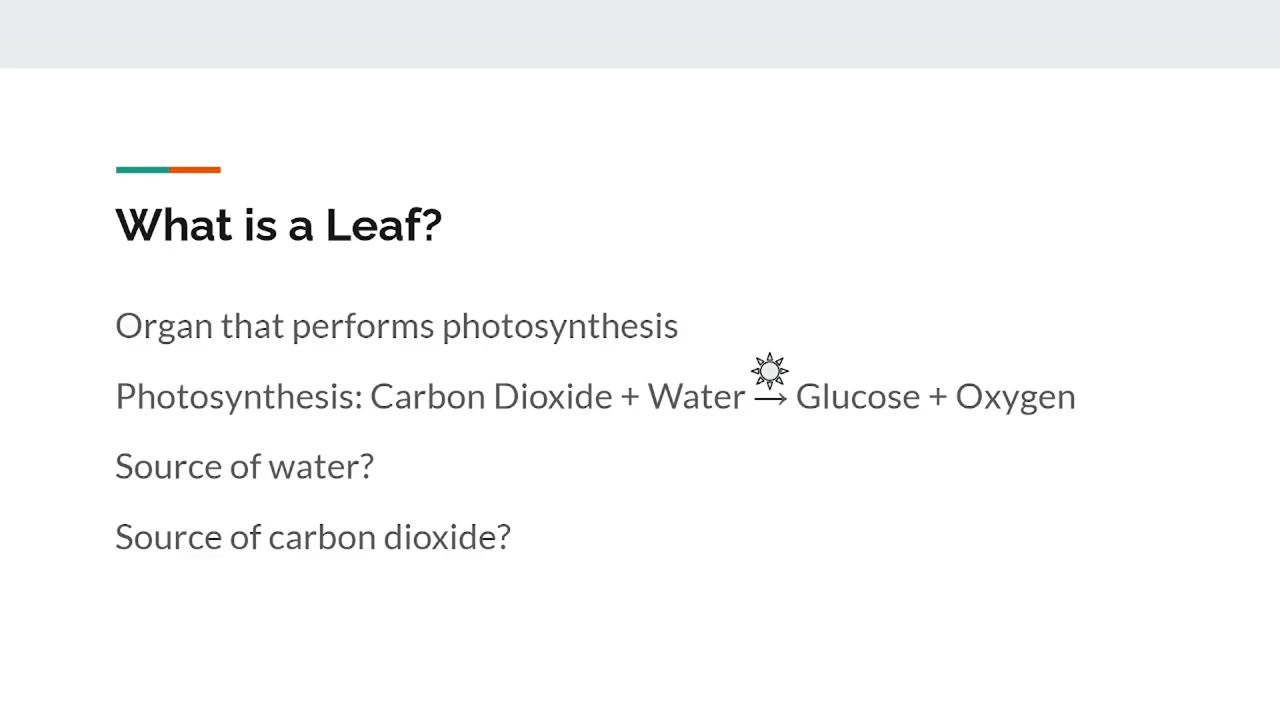 What is a Leaf?
Organ that performs photosynthesis
Photosynthesis: Carbon Dioxide + Water → Glucose + Oxygen
Source of water?
Source of carbon dioxide?